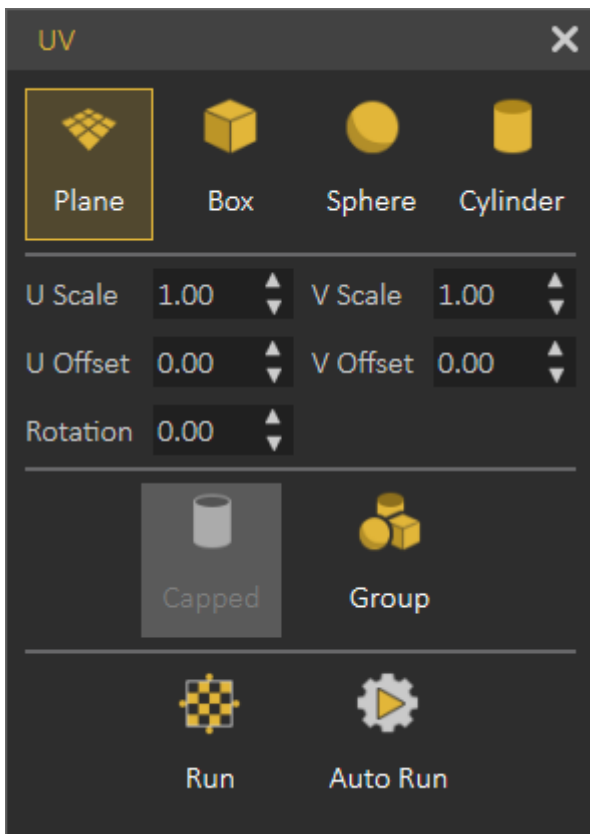 UV
Plane Box Sphere Cylinder
U Scale 1.00 V Scale 1.00
U Offset 0.00 V Offset 0.00
Rotation 0.00
Capped Group
Run Auto Run